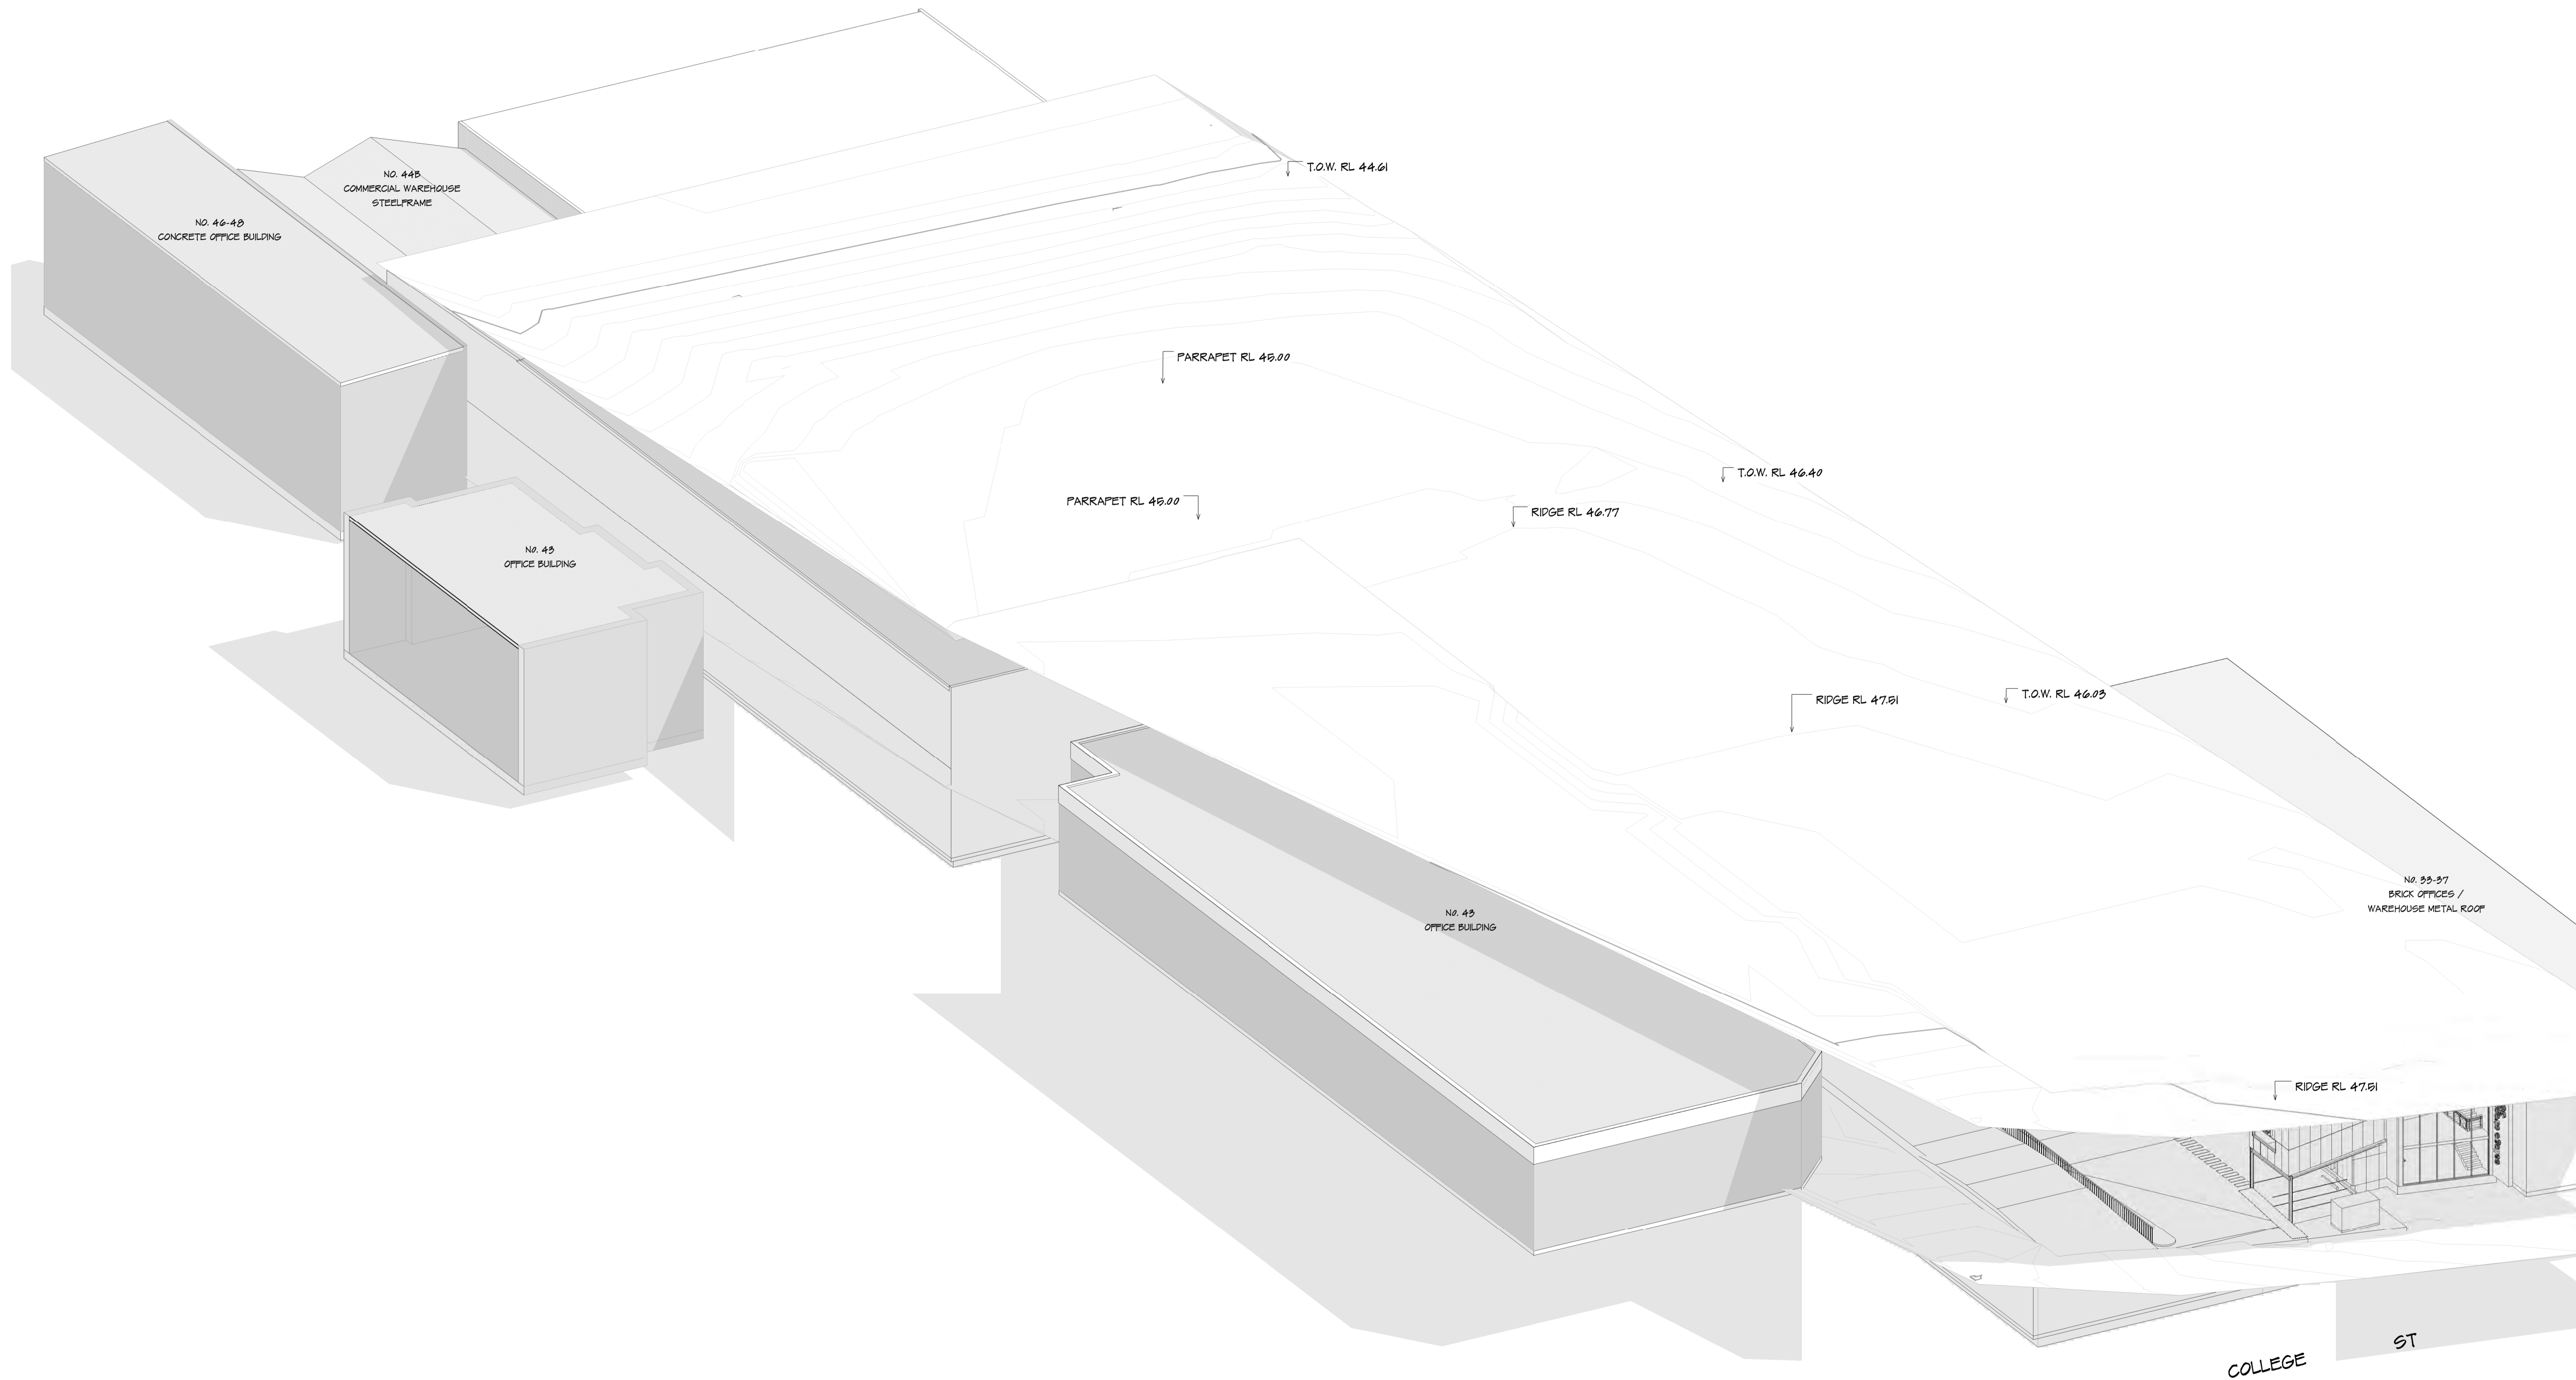 T.O.W. RL 44.61
NO. 44B
COMMERCIAL WAREHOUSE
STEELFRAME
NO. 46-48
CONCRETE OFFICE BUILDING
PARRAPET RL 45.00
T.O.W. RL 46.40
PARRAPET RL 45.00
RIDGE RL 46.77
No. 43
OFFICE BUILDING
T.O.W. RL 46.03
RIDGE RL 47.51
No. 33-37
BRICK OFFICES /
WAREHOUSE METAL ROOF
No. 43
OFFICE BUILDING
RIDGE RL 47.51
COLLEGE ST